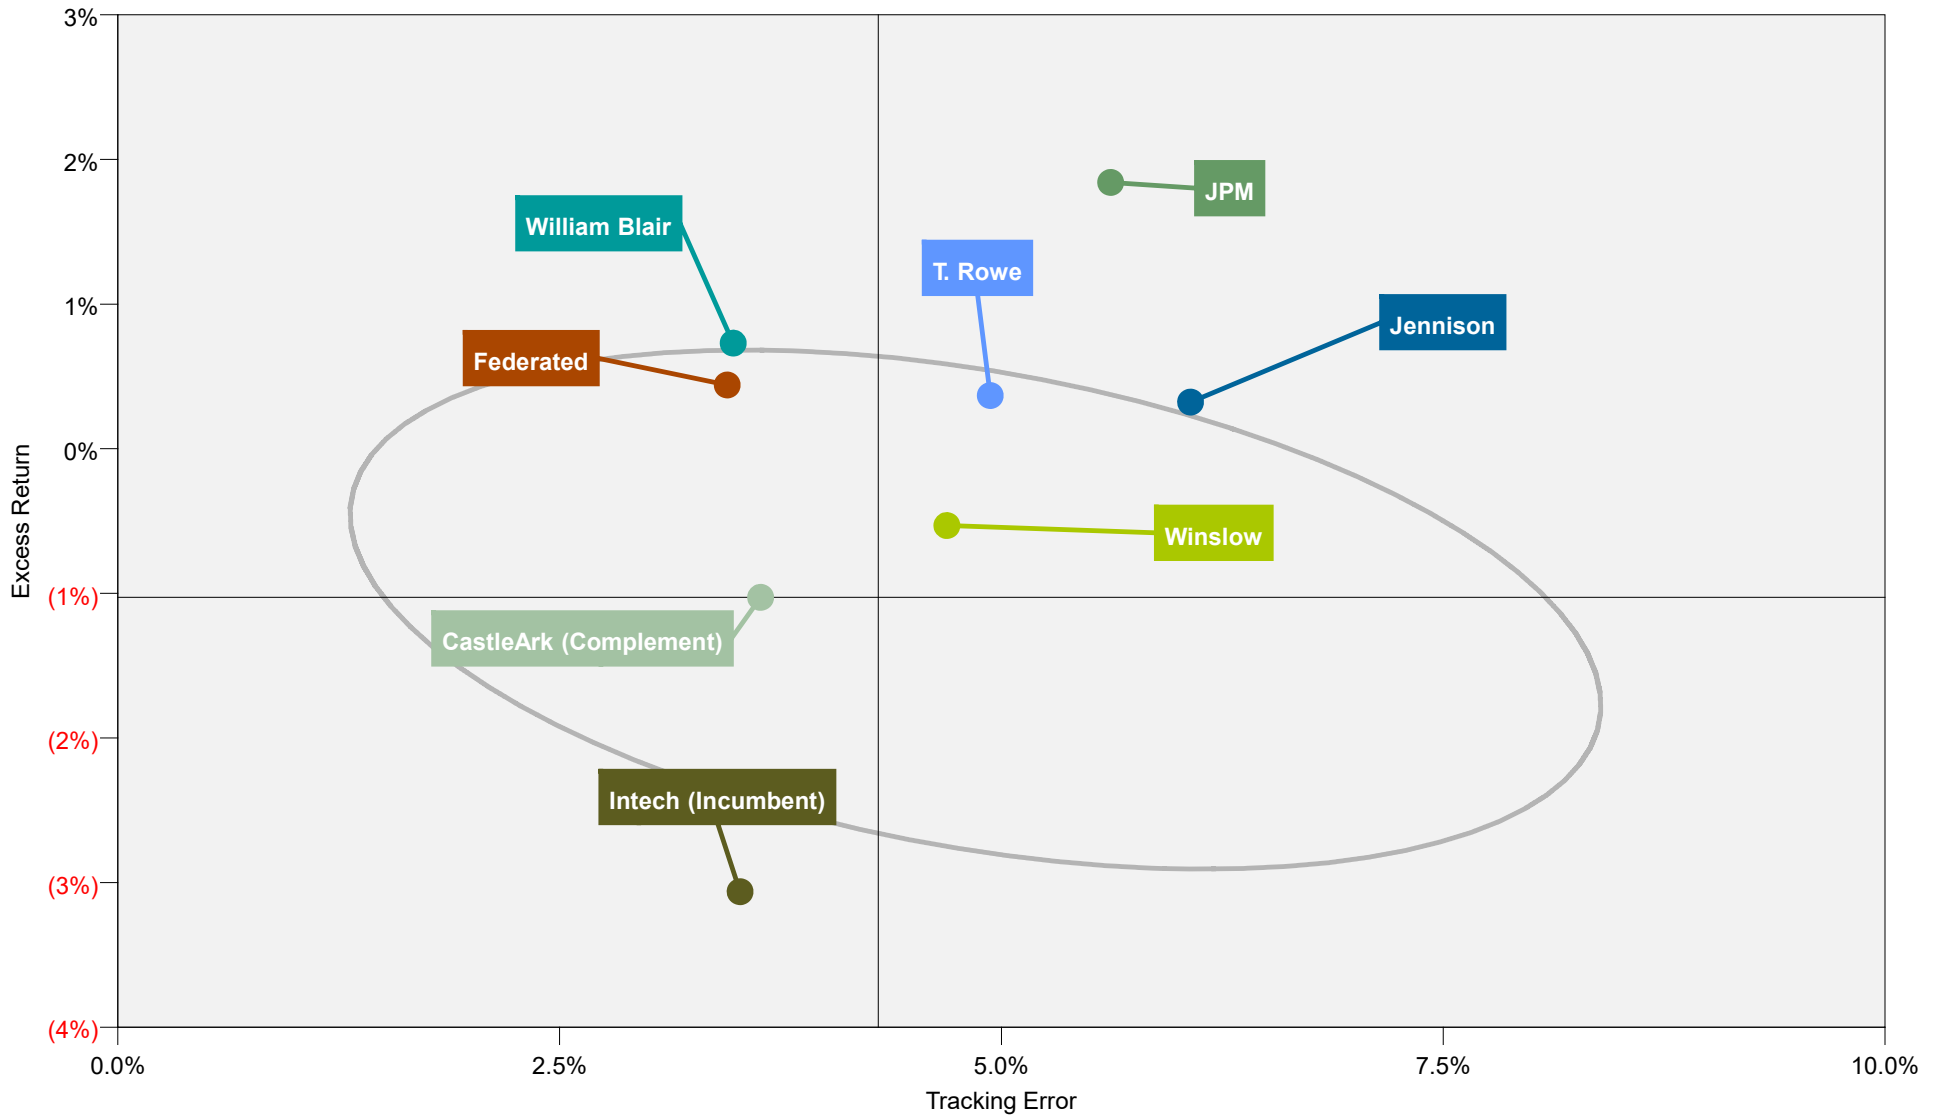 3%
2%
1%
0%
(1%)
(2%)
(3%)
(4%)
Excess Return
William Blair
Federated
T. Rowe
JPM
Jennison
Winslow
CastleArk (Complement)
Intech (Incumbent)
0.0%
2.5%
5.0%
7.5%
10.0%
Tracking Error